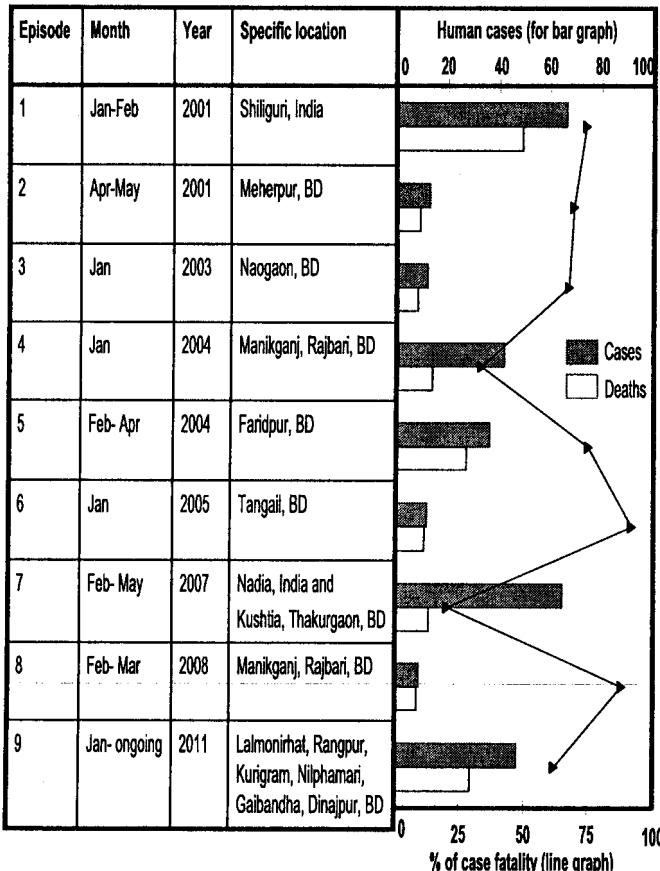 Episode Month Year Specific location Human cases (for bar graph)
0 20 40 60 80 100
1 Jan-Feb 2001 Shiliguri, India
2 Apr-May 2001 Meherpur, BD
3 Jan 2003 Naogaon, BD
4 Jan 2004 Manikganj, Rajbari, BD
Cases
Deaths
5 Feb- Apr 2004 Faridpur, BD
6 Jan 2005 Tangail, BD
7 Feb- May 2007 Nadia, India and
Kushtia, Thakurgaon, BD
8 Feb- Mar 2008 Manikganj, Rajbari, BD
9 Jan- ongoing 2011 Lalmonirhat, Rangpur,
Kurigram, Nilphamari,
Gaibandha, Dinajpur, BD
0 25 50 75 100
% of case fatality (line graph)